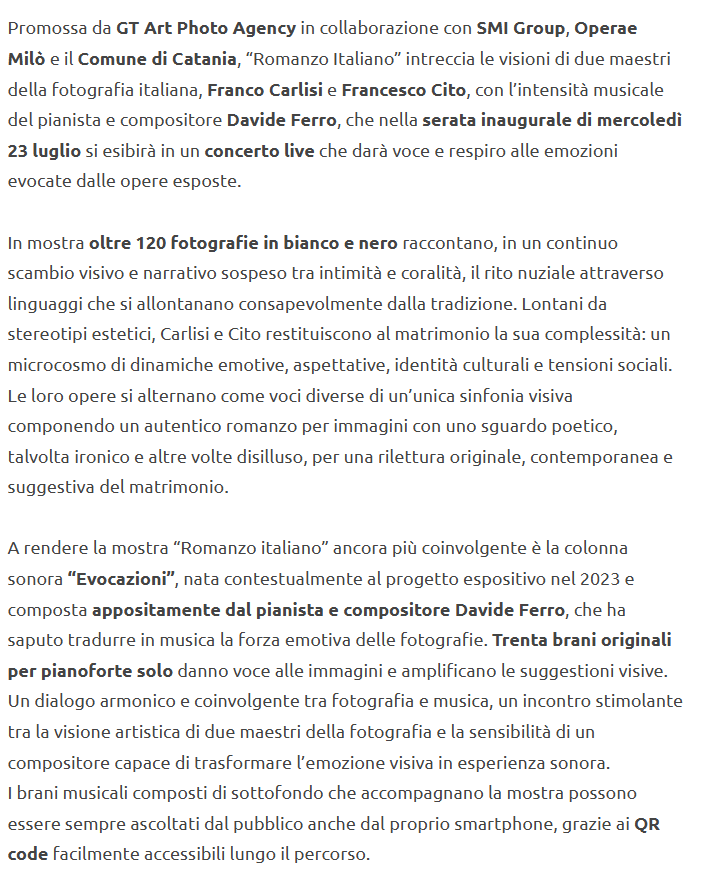 Promossa da GT Art Photo Agency in collaborazione con SMI Group, Operae
Milò e il Comune di Catania, “Romanzo Italiano” intreccia le visioni di due maestri
della fotografia italiana, Franco Carlisi e Francesco Cito, con l’intensità musicale
del pianista e compositore Davide Ferro, che nella serata inaugurale di mercoledì
23 luglio si esibirà in un concerto live che darà voce e respiro alle emozioni
evocate dalle opere esposte.
In mostra oltre 120 fotografie in bianco e nero raccontano, in un continuo
scambio visivo e narrativo sospeso tra intimità e coralità, il rito nuziale attraverso
linguaggi che si allontanano consapevolmente dalla tradizione. Lontani da
stereotipi estetici, Carlisi e Cito restituiscono al matrimonio la sua complessità: un
microcosmo di dinamiche emotive, aspettative, identità culturali e tensioni sociali.
Le loro opere si alternano come voci diverse di un’unica sinfonia visiva
componendo un autentico romanzo per immagini con uno sguardo poetico,
talvolta ironico e altre volte disilluso, per una rilettura originale, contemporanea e
suggestiva del matrimonio.
A rendere la mostra “Romanzo italiano” ancora più coinvolgente è la colonna
sonora “Evocazioni”, nata contestualmente al progetto espositivo nel 2023 e
composta appositamente dal pianista e compositore Davide Ferro, che ha
saputo tradurre in musica la forza emotiva delle fotografie. Trenta brani originali
per pianoforte solo danno voce alle immagini e amplificano le suggestioni visive.
Un dialogo armonico e coinvolgente tra fotografia e musica, un incontro stimolante
tra la visione artistica di due maestri della fotografia e la sensibilità di un
compositore capace di trasformare l’emozione visiva in esperienza sonora.
I brani musicali composti di sottofondo che accompagnano la mostra possono
essere sempre ascoltati dal pubblico anche dal proprio smartphone, grazie ai QR
code facilmente accessibili lungo il percorso.